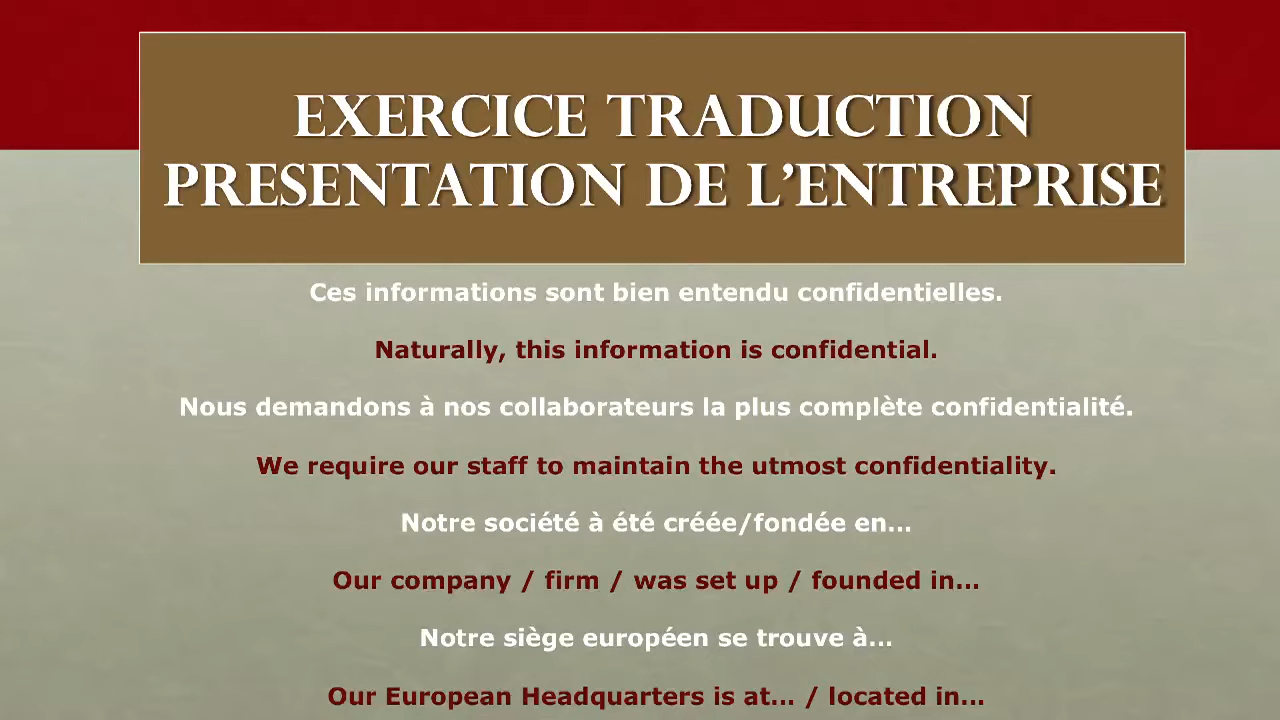 EXERCICE TRADUCTION
PRESENTATION DE L’ENTREPRISE
Ces informations sont bien entendu confidentielles.
Naturally, this information is confidential.
Nous demandons à nos collaborateurs la plus complète confidentialité.
We require our staff to maintain the utmost confidentiality.
Notre société à été créée/fondée en…
Our company / firm / was set up / founded in…
Notre siège européen se trouve à…
Our European Headquarters is at… / located in…